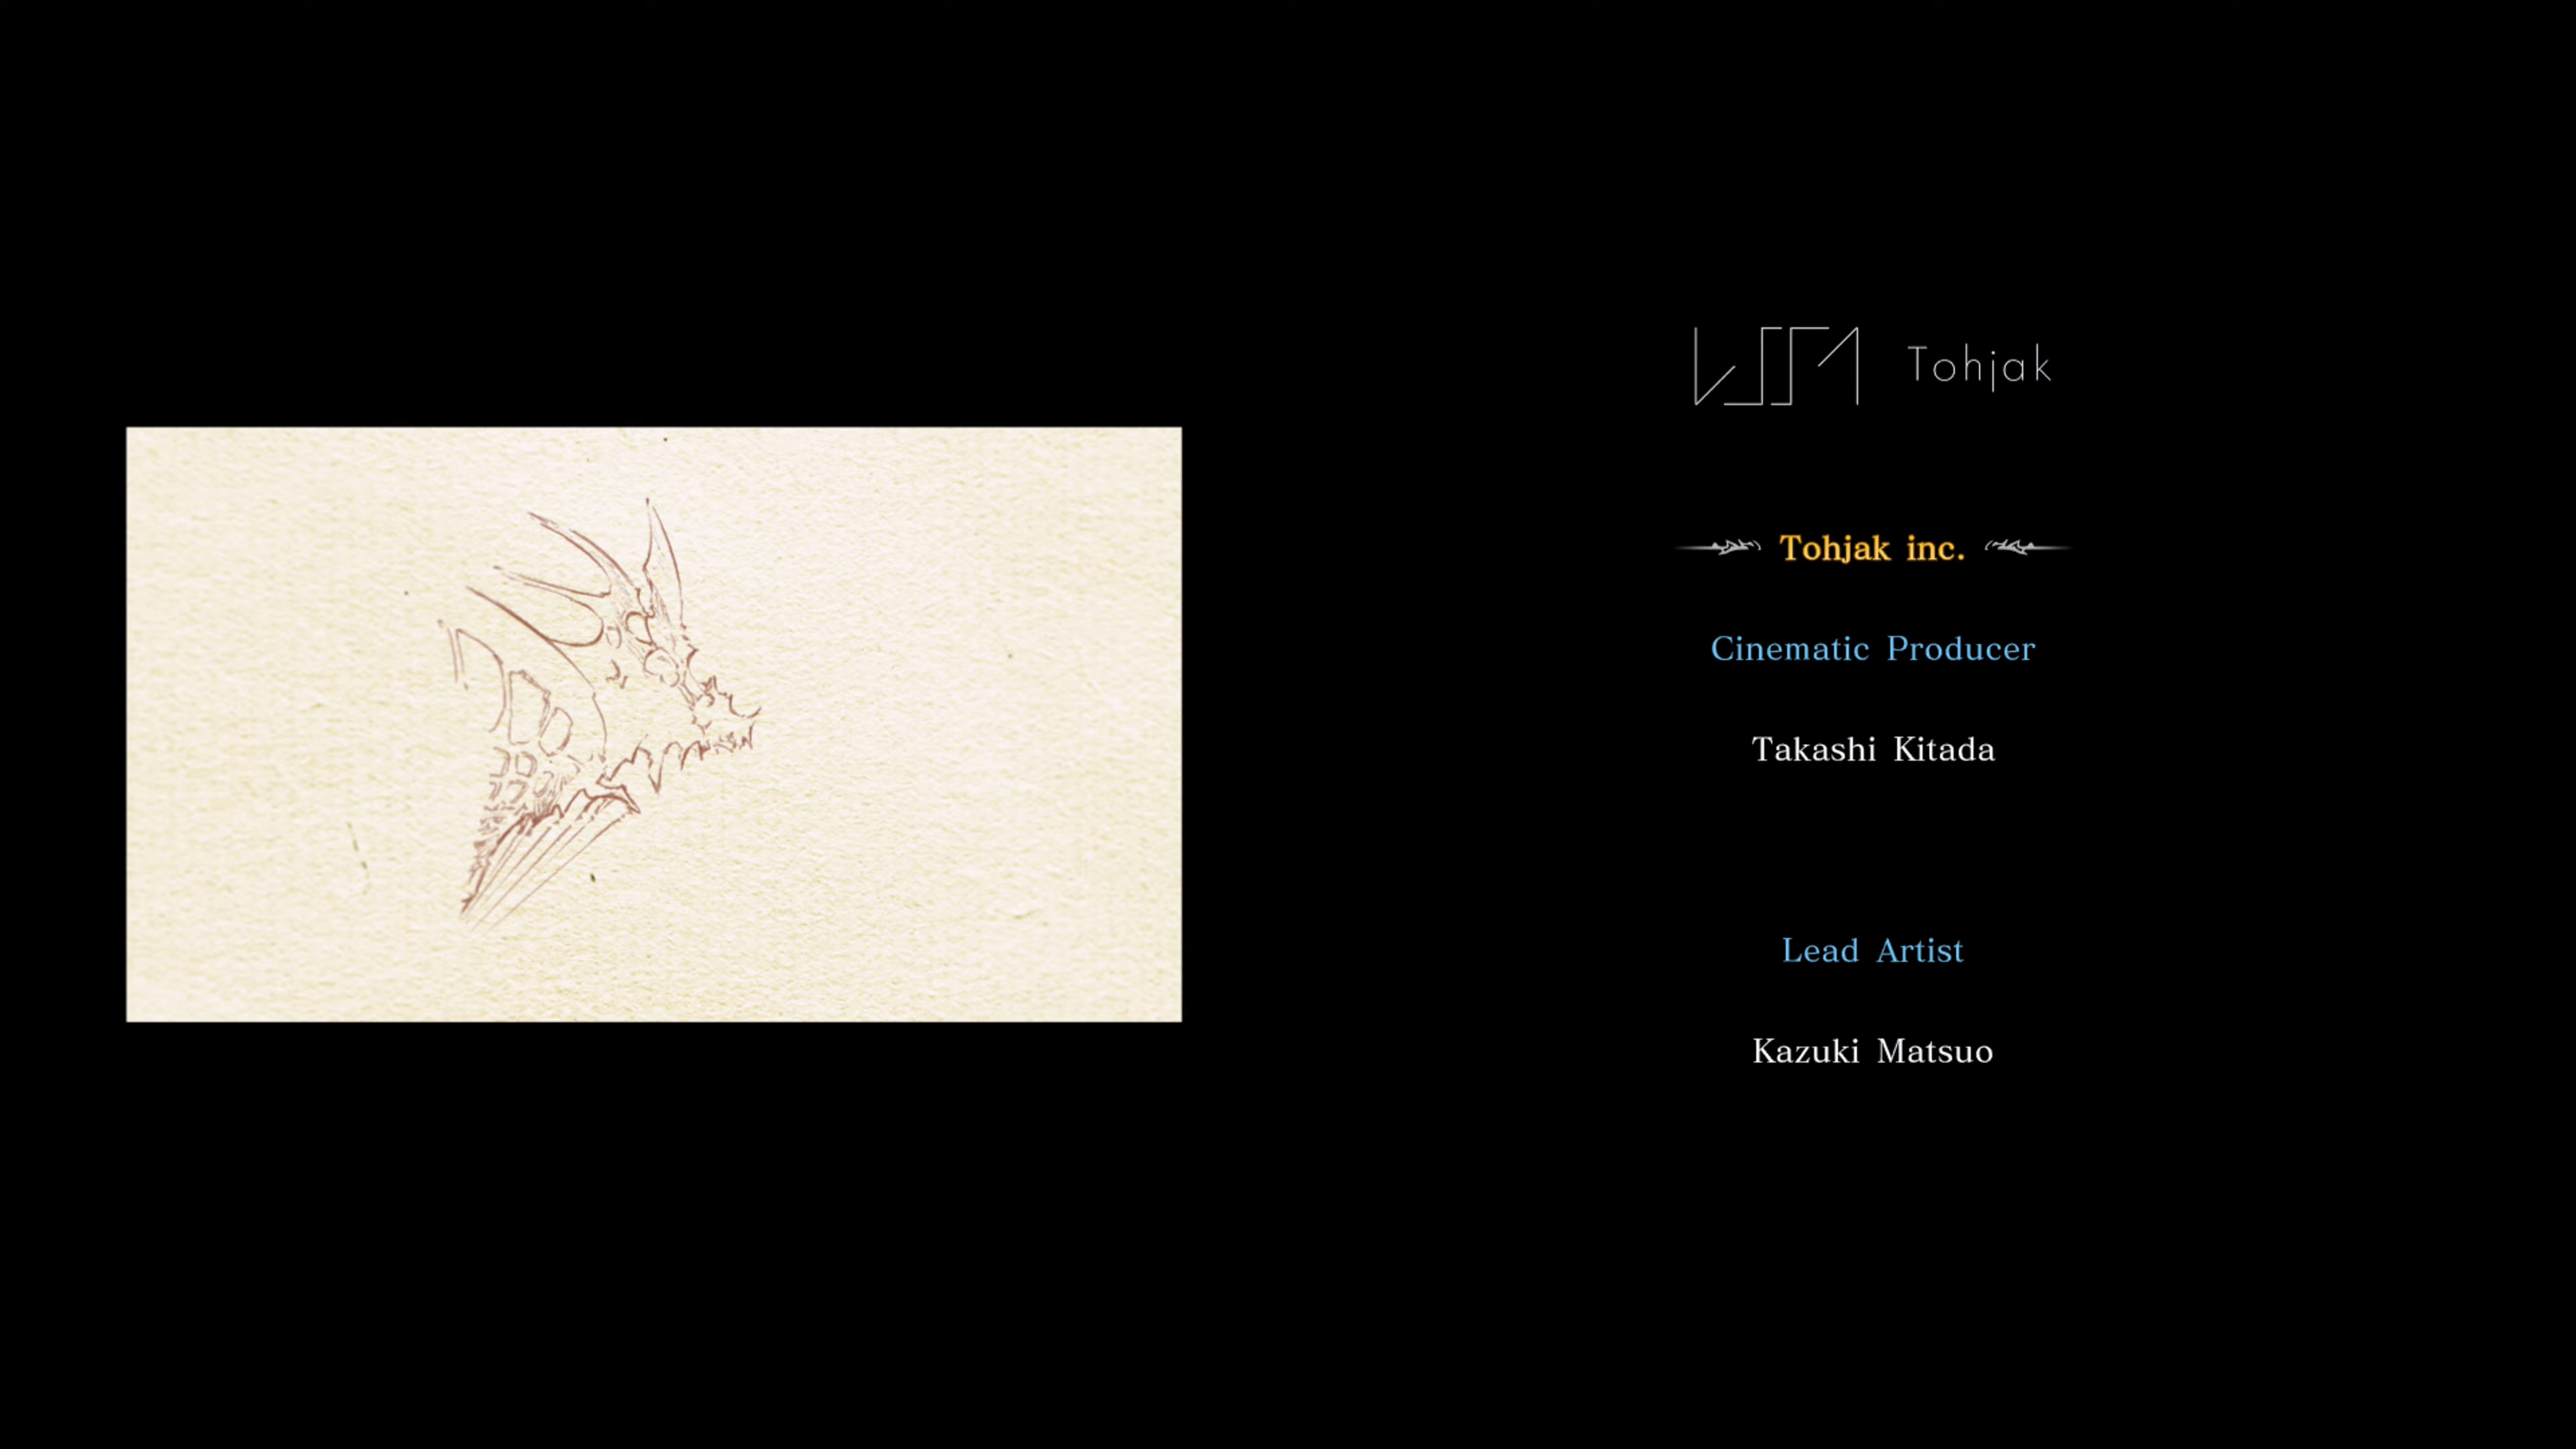 Tohjak
Tohjak inc.
Cinematic Producer
Takashi Kitada
Lead Artist
Kazuki Matsuo